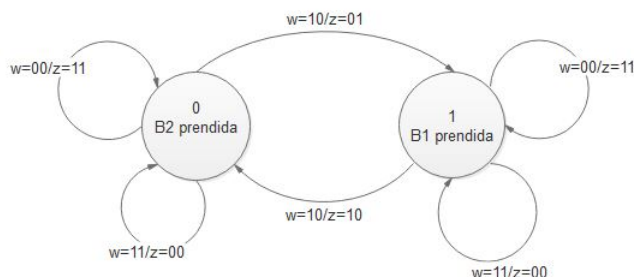 w=10/z=01
w=00/z=11
w=00/z=11
0
B2 prendida
1
B1 prendida
w=10/z=10
w=11/z=00
w=11/z=00